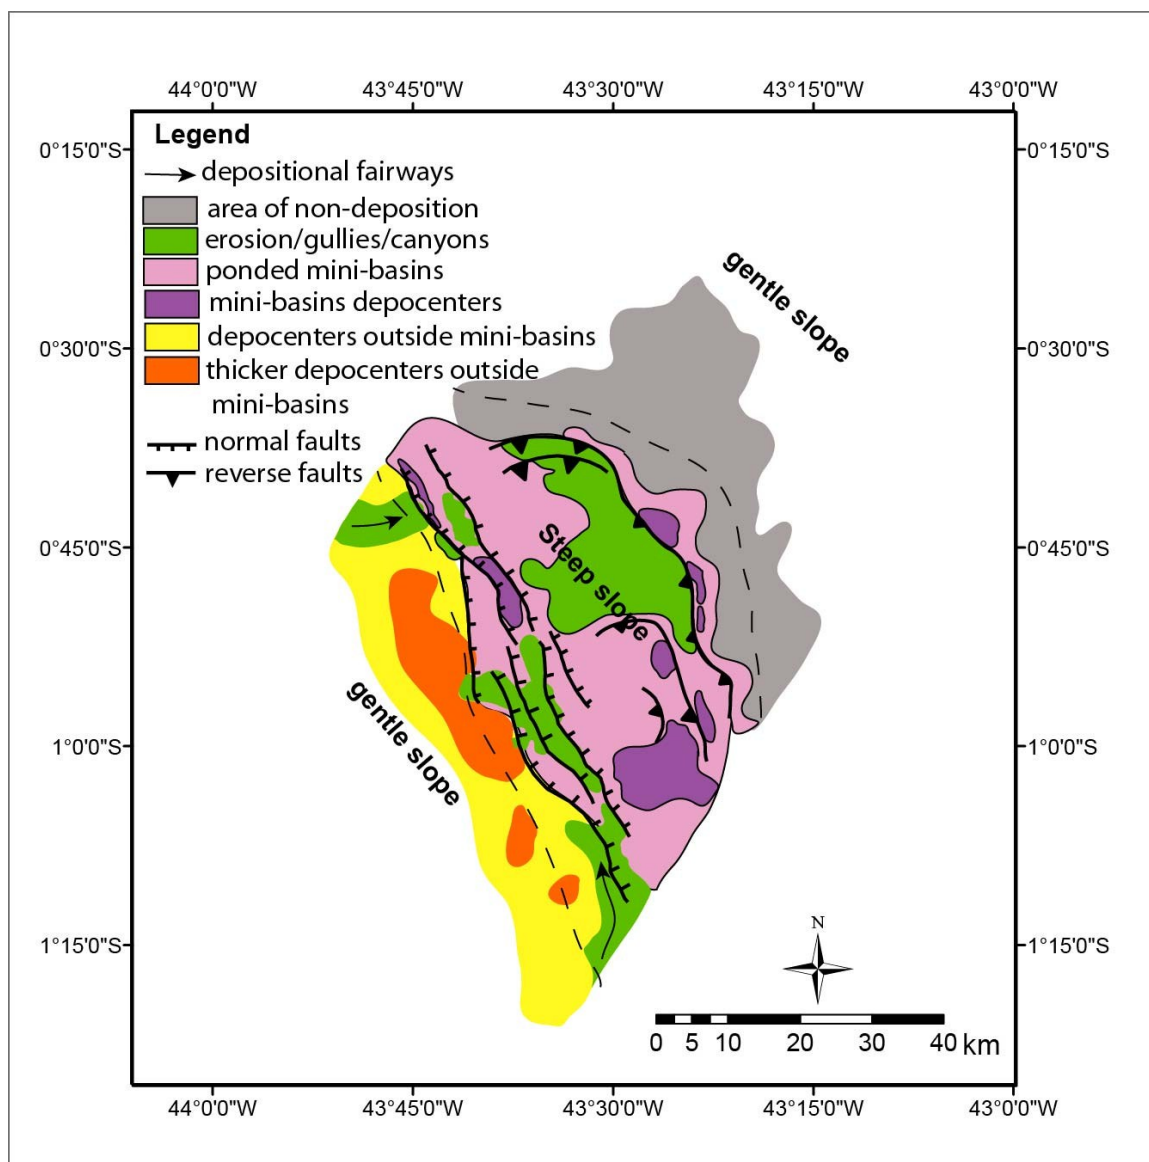 44°0'0"W 43°45'0"W 43°30'0"W 43°15'0"W 43°0'0"W
Legend
0°15'0"S 0°15'0"S
depositional fairways
area of non-deposition
erosion/gullies/canyons
ponded mini-basins
mini-basins depocenters
depocenters outside mini-basins
thicker depocenters outside
mini-basins
normal faults
reverse faults
gentle slope
0°30'0"S 0°30'0"S
Steep slope
0°45'0"S 0°45'0"S
gentle slope
1°0'0"S 1°0'0"S
N
1°15'0"S 1°15'0"S
0 5 10 20 30 40 km
44°0'0"W 43°45'0"W 43°30'0"W 43°15'0"W 43°0'0"W